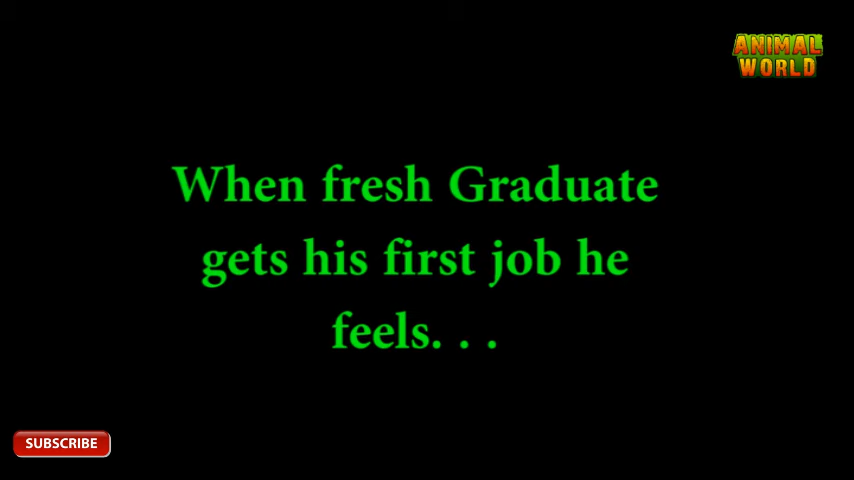 ANIMAL
WORLD
When fresh Graduate
gets his first job he
feels. . .
SUBSCRIBE